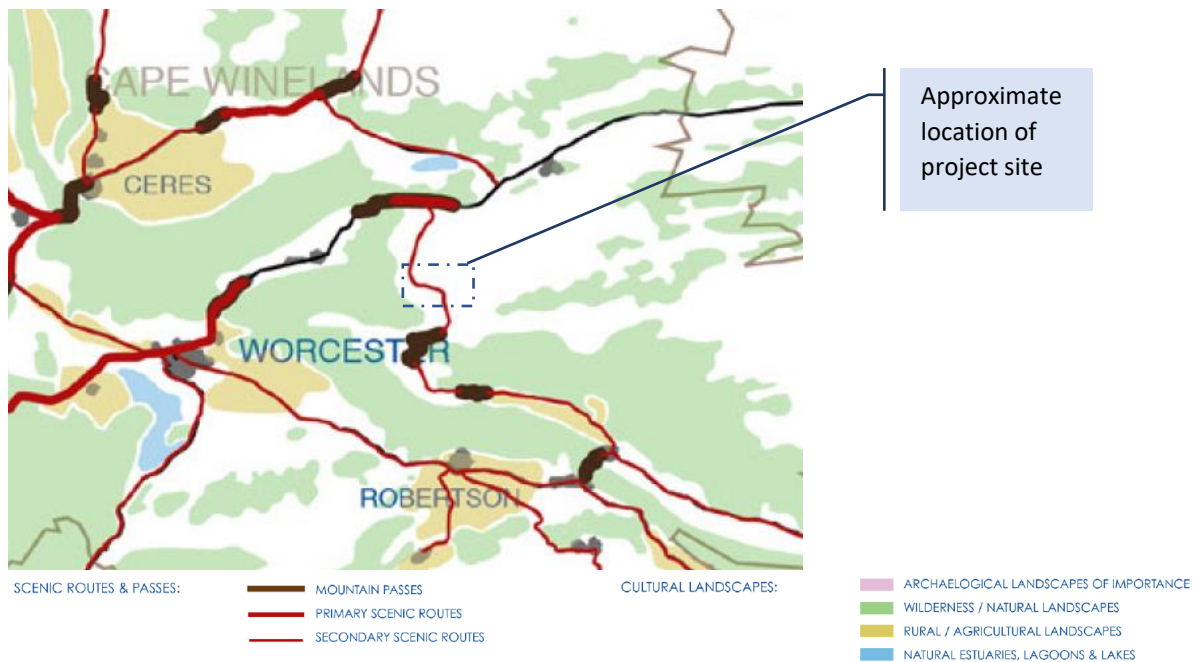 CAPE WINELANDS
Approximate
location of
project site
CERES
WORCESTER
ROBERTSON
SCENIC ROUTES & PASSES:
MOUNTAIN PASSES
PRIMARY SCENIC ROUTES
SECONDARY SCENIC ROUTES
CULTURAL LANDSCAPES:
ARCHAELOGICAL LANDSCAPES OF IMPORTANCE
WILDERNESS / NATURAL LANDSCAPES
RURAL / AGRICULTURAL LANDSCAPES
NATURAL ESTUARIES, LAGOONS & LAKES